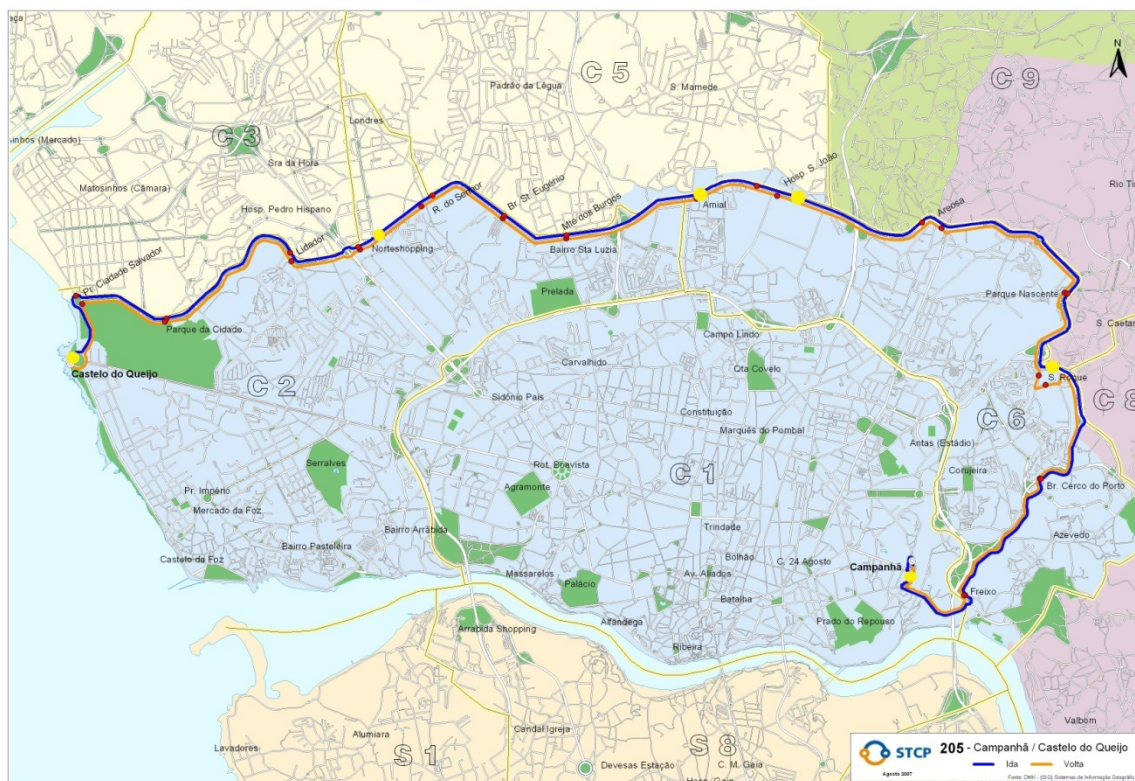 N
C 9
C 5
Padrão da Légua
S. Mamede
Londres
C 3
osinhos (Mercado)
Sra da Hora
Matosinhos (Câmara)
Hosp. Pedro Hispano
R. do Senhor
Br. St. Eugénio
Mte dos Burgos
Amial
Hosp. S. João
Areosa
Rio Ti
Lidador
Norteshopping
Bairro Sta Luzia
Pr. Cidade Salvador
Parque da Cidade
Prelada
Parque Nascente
Campo Lindo
S. Caeta
Castelo do Queijo
Carvalhido
Qta Covelo
S. Roque
C 2
Sidónio Pais
Constituição
Marquês do Pombal
C 6
C 8
Antas (Estádio)
Serralves
Rot. Boavista
C 1
Corujeira
Agramonte
Br. Cerco do Porto
Pr. Império
Mercado da Foz
Bairro Arrábida
Trindade
Azevedo
Castelo da Foz
Bairro Pasteleira
Bolhão
C. 24 Agosto
Campanhã
Massarelos
Palácio
Av. Aliados
Batalha
Freixo
Prado do Repouso
Arrábida Shopping
Alfândega
Ribeira
Valbom
Lavadores
Alumiara
S 1
Candal Igreja
S 8
C. M. Gaia
Devesas Estação
STCP
205 - Campanhã / Castelo do Queijo
Ida
Volta
Agosto 2007